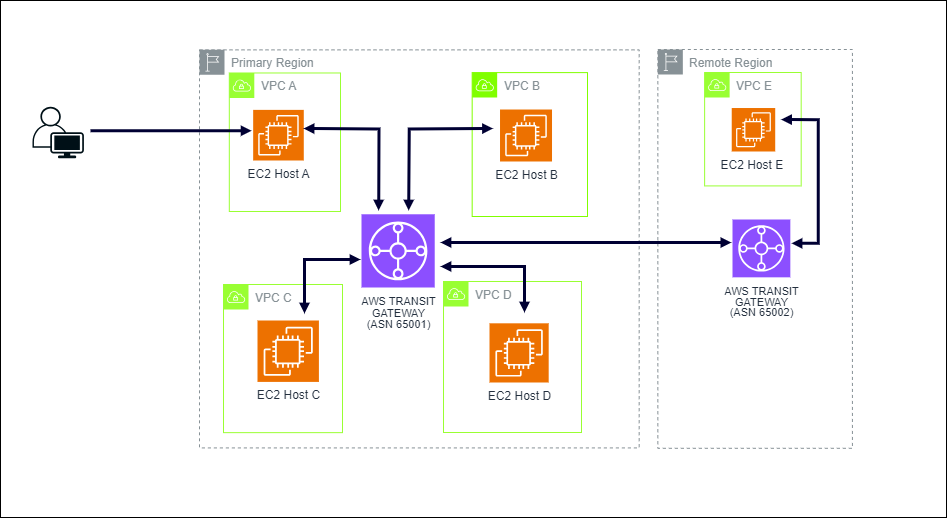 Primary Region
Remote Region
VPC A
VPC B
VPC E
EC2 Host A
EC2 Host B
EC2 Host E
VPC C
VPC D
AWS TRANSIT
GATEWAY
(ASN 65001)
AWS TRANSIT
GATEWAY
(ASN 65002)
EC2 Host C
EC2 Host D